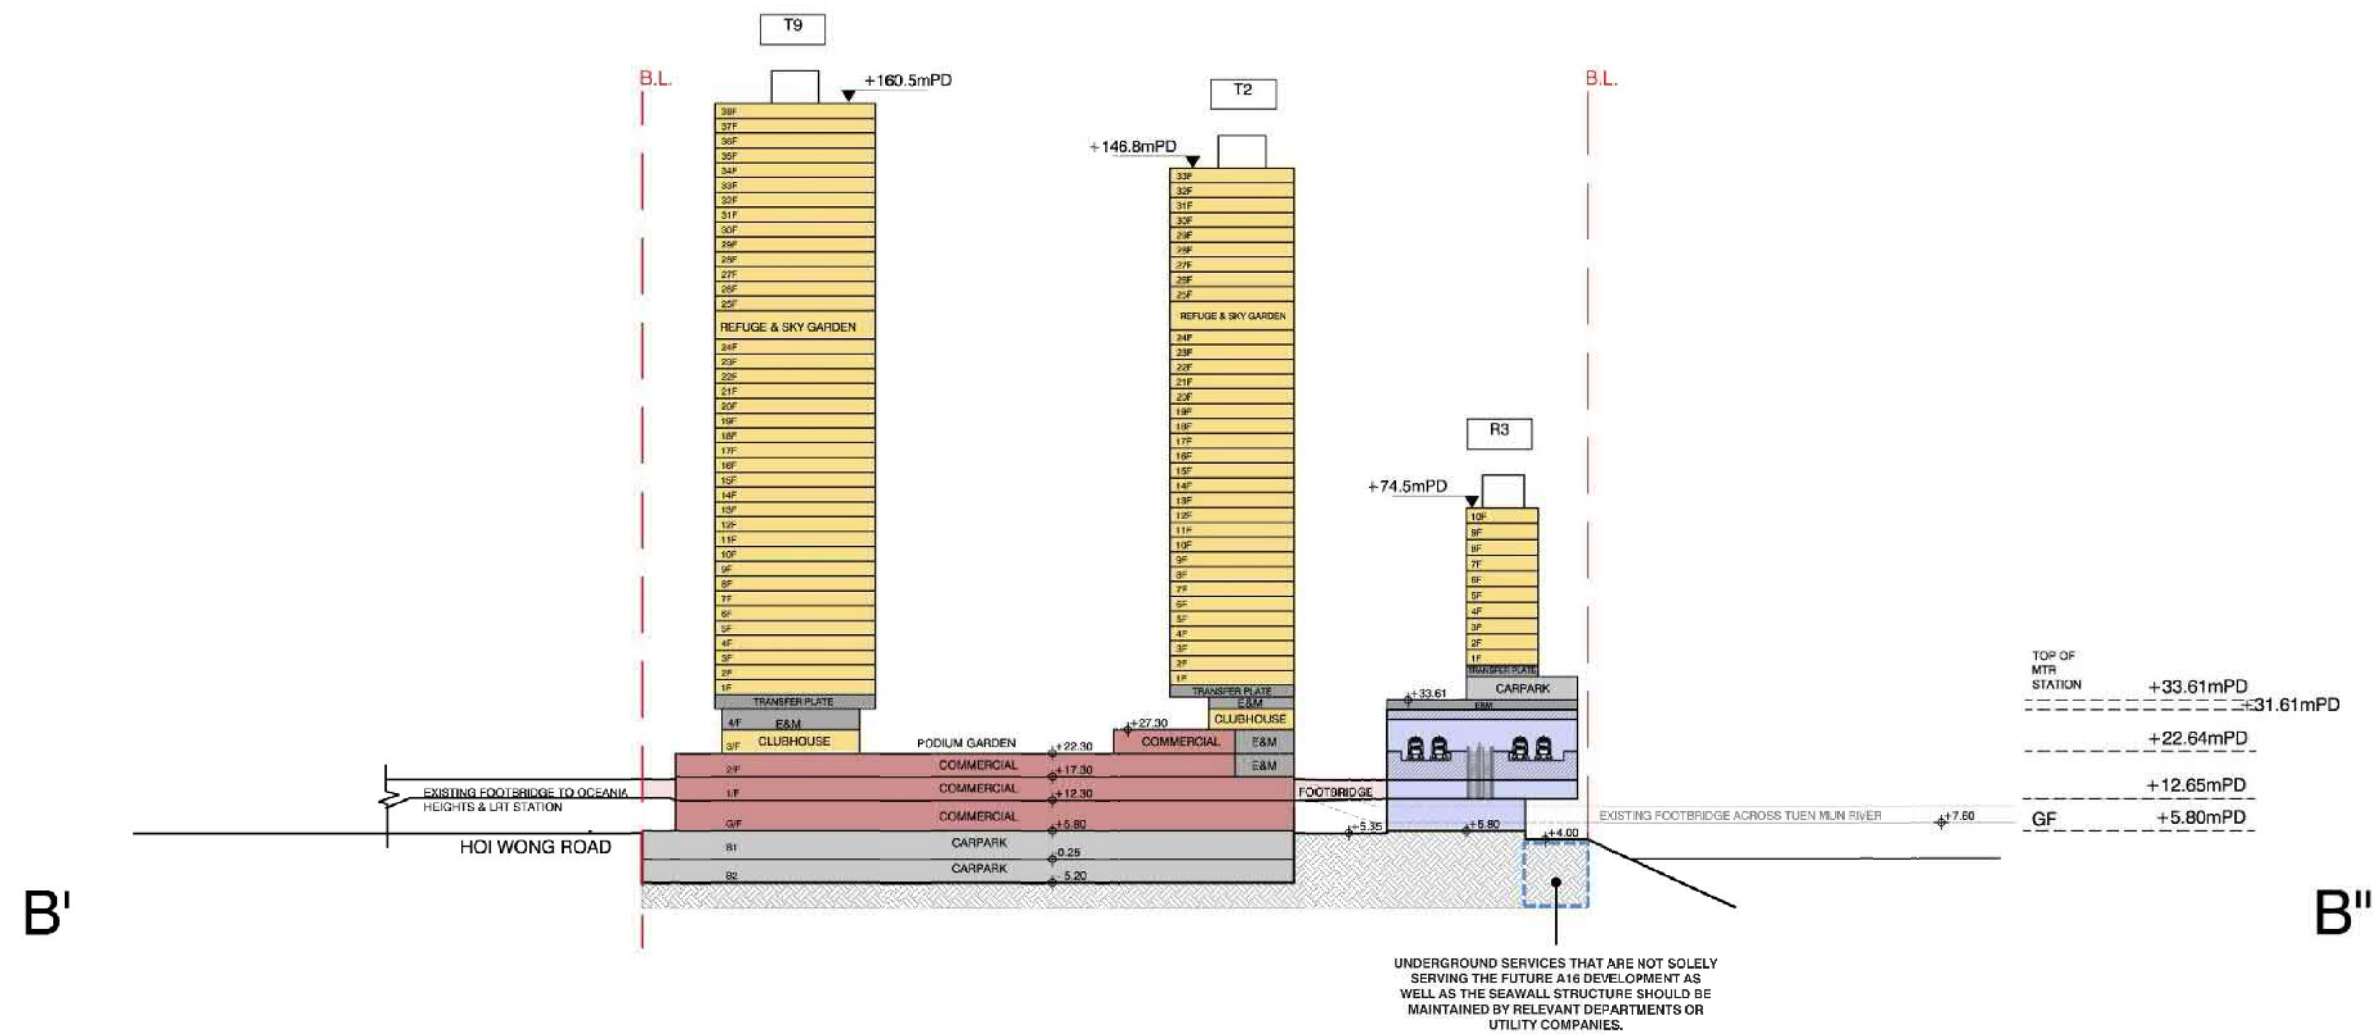 T9
B.L.
+160.5mPD
38F
37F
36F
35F
34F
33F
32F
31F
30F
29F
28F
27F
26F
25F
REFUGE & SKY GARDEN
24F
23F
22F
21F
20F
19F
18F
17F
16F
15F
14F
13F
12F
11F
10F
9F
8F
7F
6F
5F
4F
3F
2F
1F
TRANSFER PLATE
4/F E&M
3/F CLUBHOUSE
T2
+146.8mPD
33F
32F
31F
30F
29F
28F
27F
26F
25F
REFUGE & SKY GARDEN
24F
23F
22F
21F
20F
19F
18F
17F
16F
15F
14F
13F
12F
11F
10F
9F
8F
7F
6F
5F
4F
3F
2F
1F
TRANSFER PLATE
E&M
CLUBHOUSE
+27.30
COMMERCIAL E&M
E&M
B.L.
R3
+74.5mPD
10F
9F
8F
7F
6F
5F
4F
3F
2F
1F
TRANSFER PLATE
CARPARK
+33.61
E&M
PODIUM GARDEN +22.30
2/F COMMERCIAL +17.30
1/F COMMERCIAL +12.30
G/F COMMERCIAL +5.80
B1 CARPARK -0.25
B2 CARPARK - 5.20
EXISTING FOOTBRIDGE TO OCEANIA
HEIGHTS & LRT STATION
HOI WONG ROAD
FOOTBRIDGE
+5.35
+5.80
+4.00
EXISTING FOOTBRIDGE ACROSS TUEN MUN RIVER
+7.60
TOP OF
MTR
STATION +33.61mPD
+31.61mPD
+22.64mPD
+12.65mPD
GF +5.80mPD
B'
B"
UNDERGROUND SERVICES THAT ARE NOT SOLELY
SERVING THE FUTURE A16 DEVELOPMENT AS
WELL AS THE SEAWALL STRUCTURE SHOULD BE
MAINTAINED BY RELEVANT DEPARTMENTS OR
UTILITY COMPANIES.